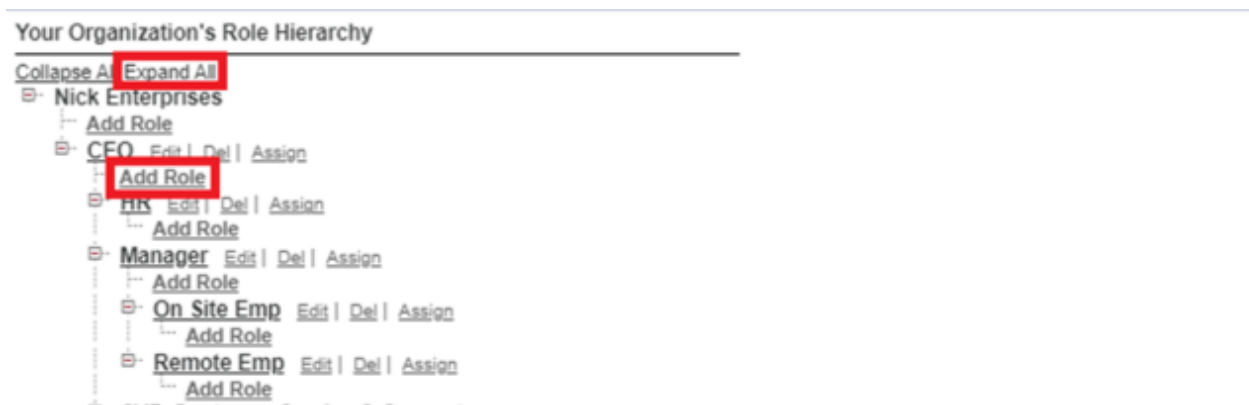 Your Organization's Role Hierarchy
Collapse Al Expand All
Nick Enterprises
Add Role
CEO Edit | Del | Assign
Add Role
HR Edit | Del | Assign
Add Role
Manager Edit | Del | Assign
Add Role
On Site Emp Edit | Del | Assign
Add Role
Remote Emp Edit | Del | Assign
Add Role